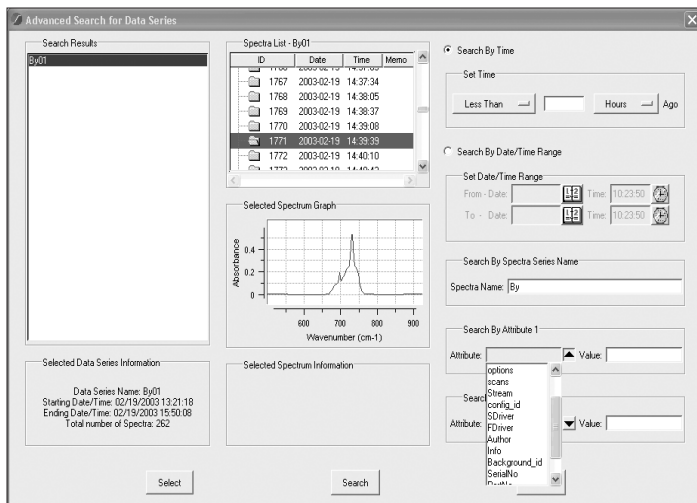 Advanced Search for Data Series
Search Results
By01
Spectra List - By01
ID Date Time Memo
1767 2003-02-19 14:37:34
1768 2003-02-19 14:38:05
1769 2003-02-19 14:38:37
1770 2003-02-19 14:39:08
1771 2003-02-19 14:39:39
1772 2003-02-19 14:40:10
Selected Spectrum Graph
Absorbance
0.4
0.2
0
600 700 800 900
Wavenumber (cm-1)
Selected Data Series Information
Data Series Name: By01
Starting Date/Time: 02/19/2003 13:21:18
Ending Date/Time: 02/19/2003 15:50:08
Total number of Spectra: 262
Selected Spectrum Information
Select
Search
Search By Time
Set Time
Less Than Hours Ago
Search By Date/Time Range
Set Date/Time Range
From - Date: Time: 10:23:50
To - Date: Time: 10:23:50
Search By Spectra Series Name
Spectra Name: By
Search By Attribute 1
Attribute: Value:
options
scans
Stream
config_id
SDriver
FDriver
Author
Info
Background_id
SerialNo
Attribute: Value: